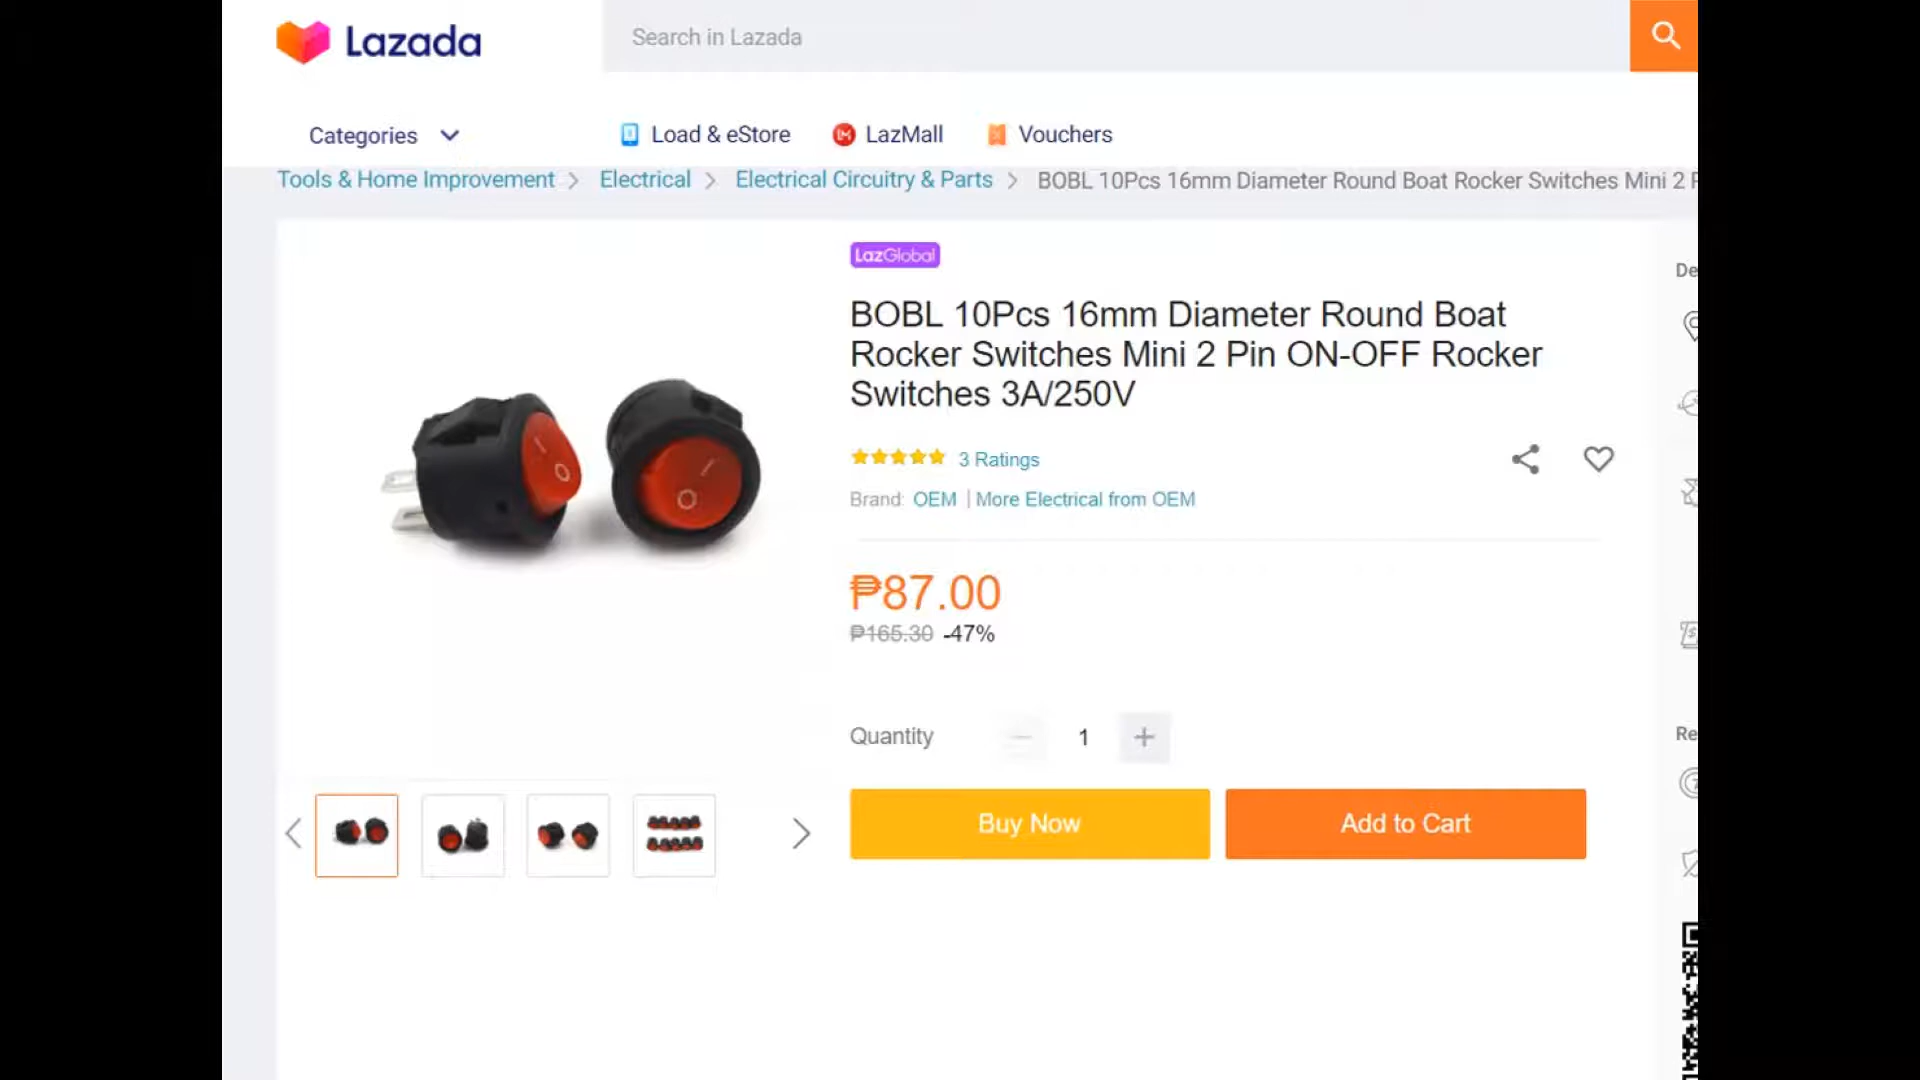 Lazada
Search in Lazada
Categories
Load & eStore
LazMall
Vouchers
Tools & Home Improvement
Electrical
Electrical Circuitry & Parts
BOBL 10Pcs 16mm Diameter Round Boat Rocker Switches Mini 2
LazGlobal
De
BOBL 10Pcs 16mm Diameter Round Boat
Rocker Switches Mini 2 Pin ON-OFF Rocker
Switches 3A/250V
3 Ratings
Brand: OEM | More Electrical from OEM
₱87.00
₱165.30 -47%
Quantity
1
Re
Buy Now
Add to Cart